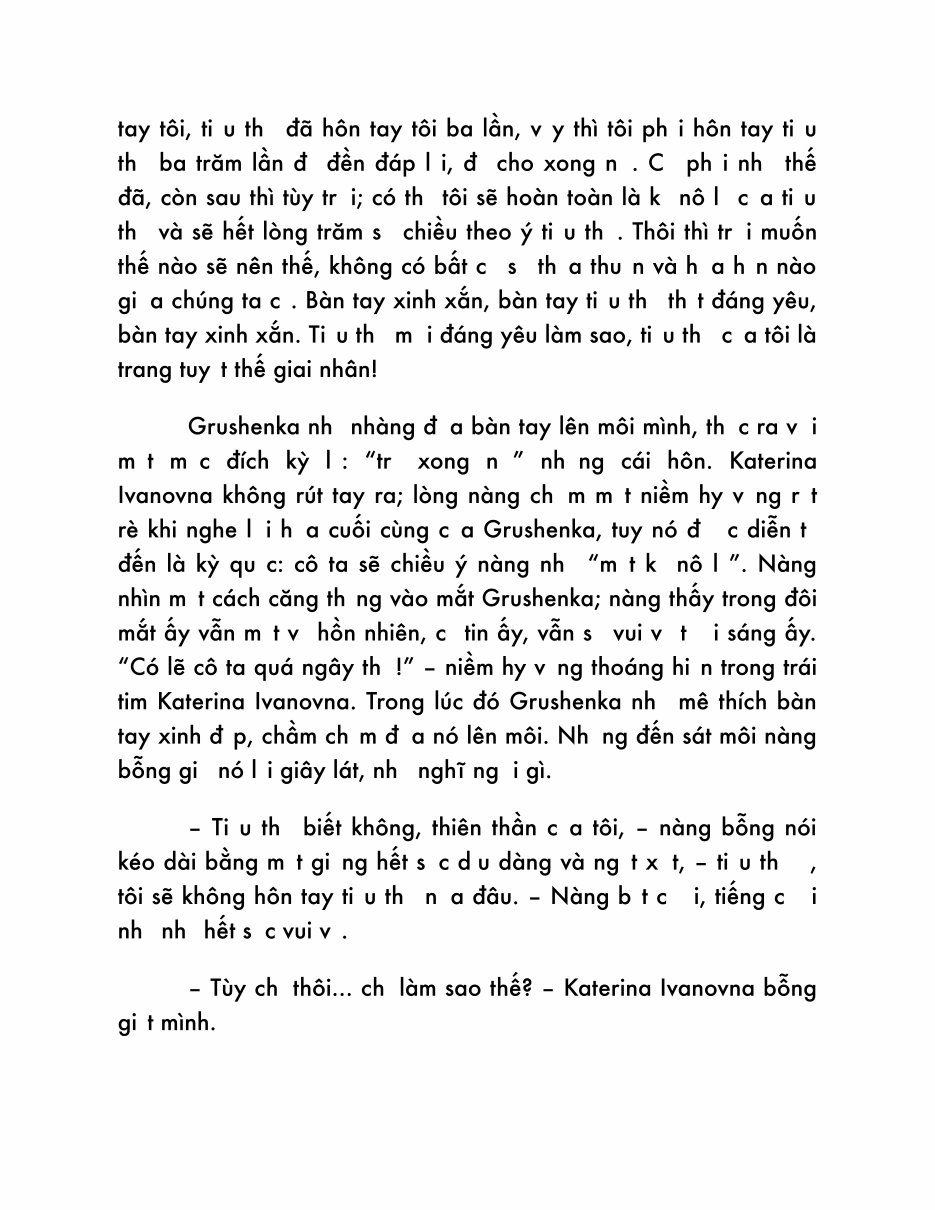 tay tôi, ti u th  đã hôn tay tôi ba lần, v y thì tôi ph i hôn tay ti u
th  ba trăm lần đ  đền đáp l i, đ  cho xong n . C  ph i nh  thế
đã, còn sau thì tùy tr i; có th  tôi sẽ hoàn toàn là k  nô l  c a ti u
th  và sẽ hết lòng trăm s  chiều theo ý ti u th . Thôi thì tr i muốn
thế nào sẽ nên thế, không có bất c  s  th a thu n và h a h n nào
gi a chúng ta c . Bàn tay xinh xắn, bàn tay ti u th  th t đáng yêu,
bàn tay xinh xắn. Ti u th  m i đáng yêu làm sao, ti u th  c a tôi là
trang tuy t thế giai nhân!
Grushenka nh  nhàng đ a bàn tay lên môi mình, th c ra v i
m t m c đích kỳ l : “tr  xong n ” nh ng cái hôn. Katerina
Ivanovna không rút tay ra; lòng nàng ch m m t niềm hy v ng r t
rè khi nghe l i h a cuối cùng c a Grushenka, tuy nó đ  c diễn t
đến là kỳ qu c: cô ta sẽ chiều ý nàng nh  “m t k  nô l ”. Nàng
nhìn m t cách căng th ng vào mắt Grushenka; nàng thấy trong đôi
mắt ấy vẫn m t v  hồn nhiên, c  tin ấy, vẫn s  vui v  t  i sáng ấy.
“Có lẽ cô ta quá ngây th !” – niềm hy v ng thoáng hi n trong trái
tim Katerina Ivanovna. Trong lúc đó Grushenka nh  mê thích bàn
tay xinh đ p, chầm ch m đ a nó lên môi. Nh ng đến sát môi nàng
bỗng gi  nó l i giây lát, nh  nghĩ ng i gì.
– Ti u th  biết không, thiên thần c a tôi, – nàng bỗng nói
kéo dài bằng m t gi ng hết s c d u dàng và ng t x t, – ti u th  ,
tôi sẽ không hôn tay ti u th  n a đâu. – Nàng b t c  i, tiếng c  i
nh  nh  hết s c vui v .
– Tùy ch  thôi... ch  làm sao thế? – Katerina Ivanovna bỗng
gi t mình.